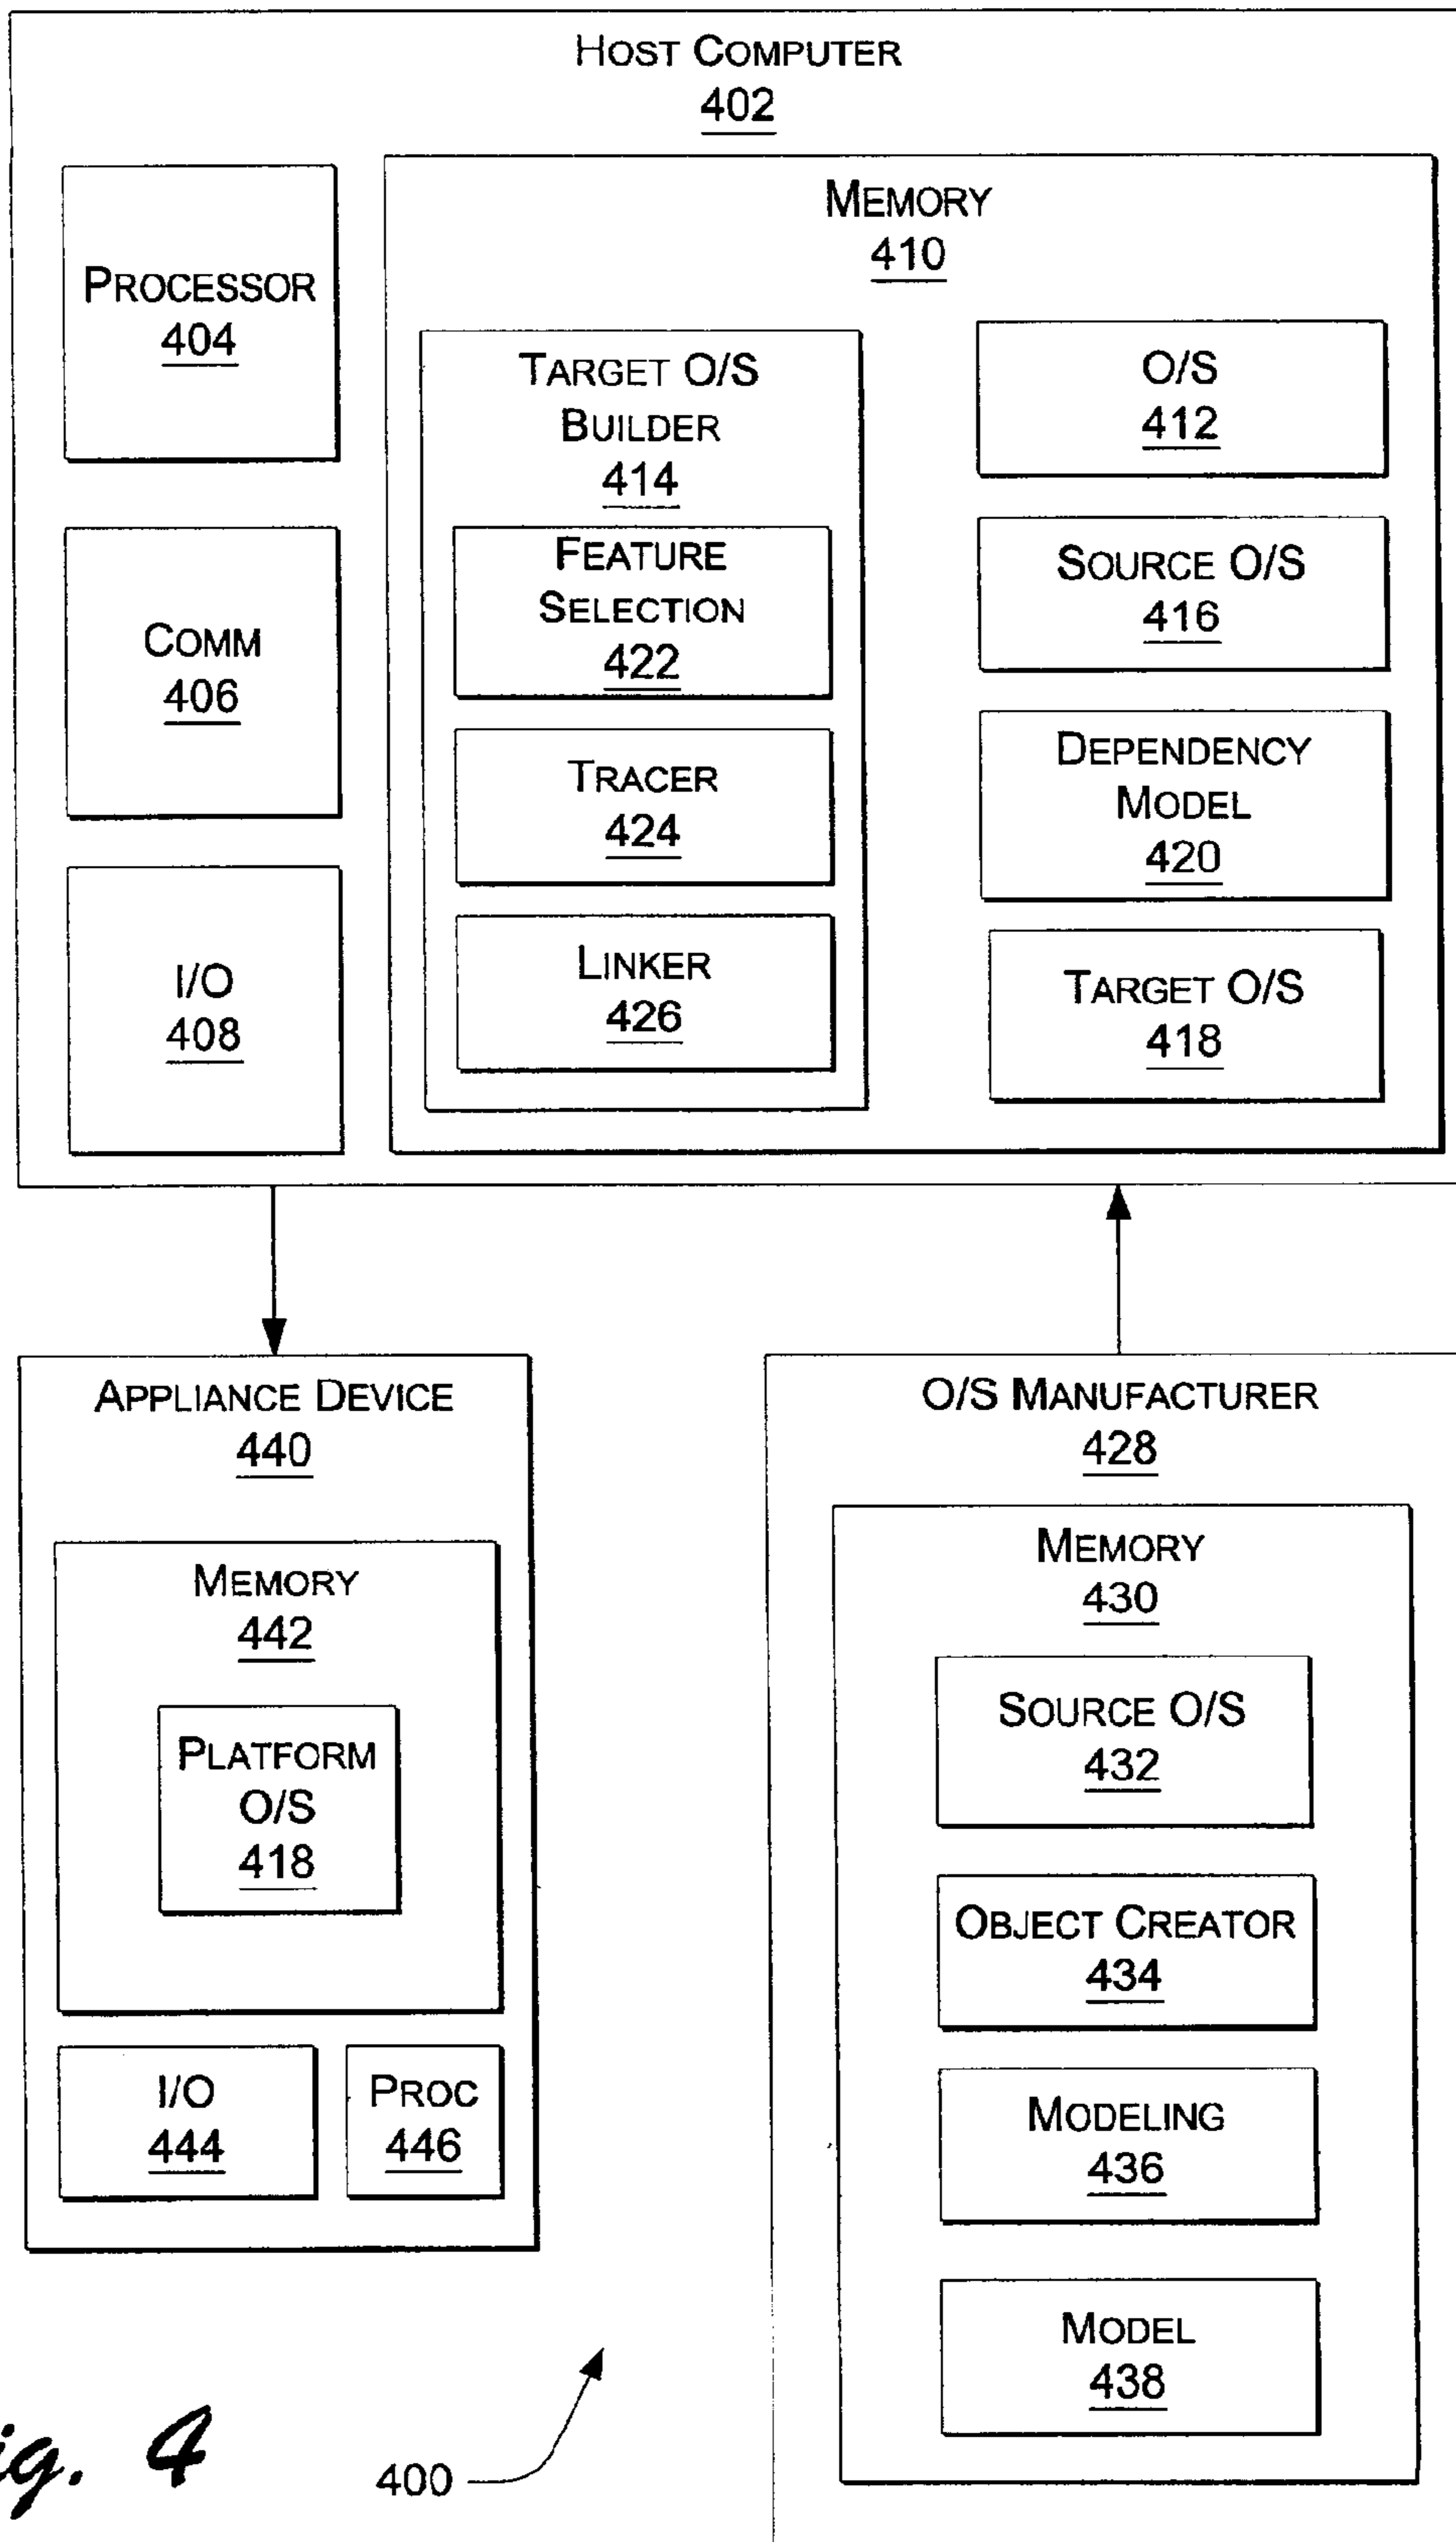 HOST COMPUTER
402
PROCESSOR
404
COMM
406
I/O
408
MEMORY
410
TARGET O/S
BUILDER
414
FEATURE
SELECTION
422
TRACER
424
LINKER
426
O/S
412
SOURCE O/S
416
DEPENDENCY
MODEL
420
TARGET O/S
418
APPLIANCE DEVICE
440
MEMORY
442
PLATFORM
O/S
418
I/O
444
PROC
446
O/S MANUFACTURER
428
MEMORY
430
SOURCE O/S
432
OBJECT CREATOR
434
MODELING
436
MODEL
438
ig. 4
400